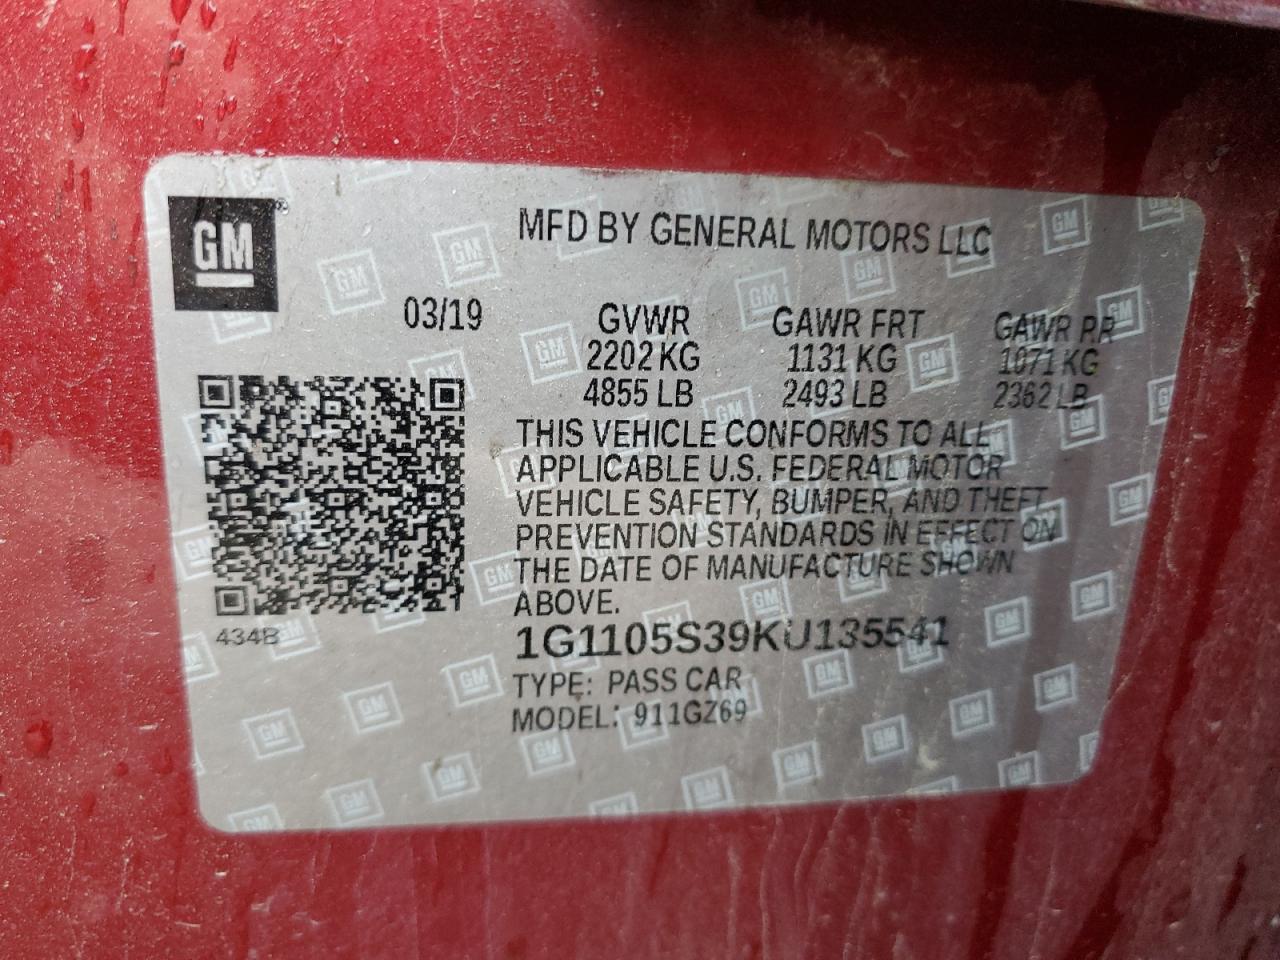 GM
MFD BY GENERAL MOTORS LLC
03/19
GVWR GAWR FRT GAWR RR
2202 KG 1131 KG 1071 KG
4855 LB 2493 LB 2362 LB
THIS VEHICLE CONFORMS TO ALL
APPLICABLE U.S. FEDERAL MOTOR
VEHICLE SAFETY, BUMPER, AND THEFT
PREVENTION STANDARDS IN EFFECT ON
THE DATE OF MANUFACTURE SHOWN
ABOVE.
434B
1G1105S39KU135541
TYPE: PASS CAR
MODEL: 911GZ69